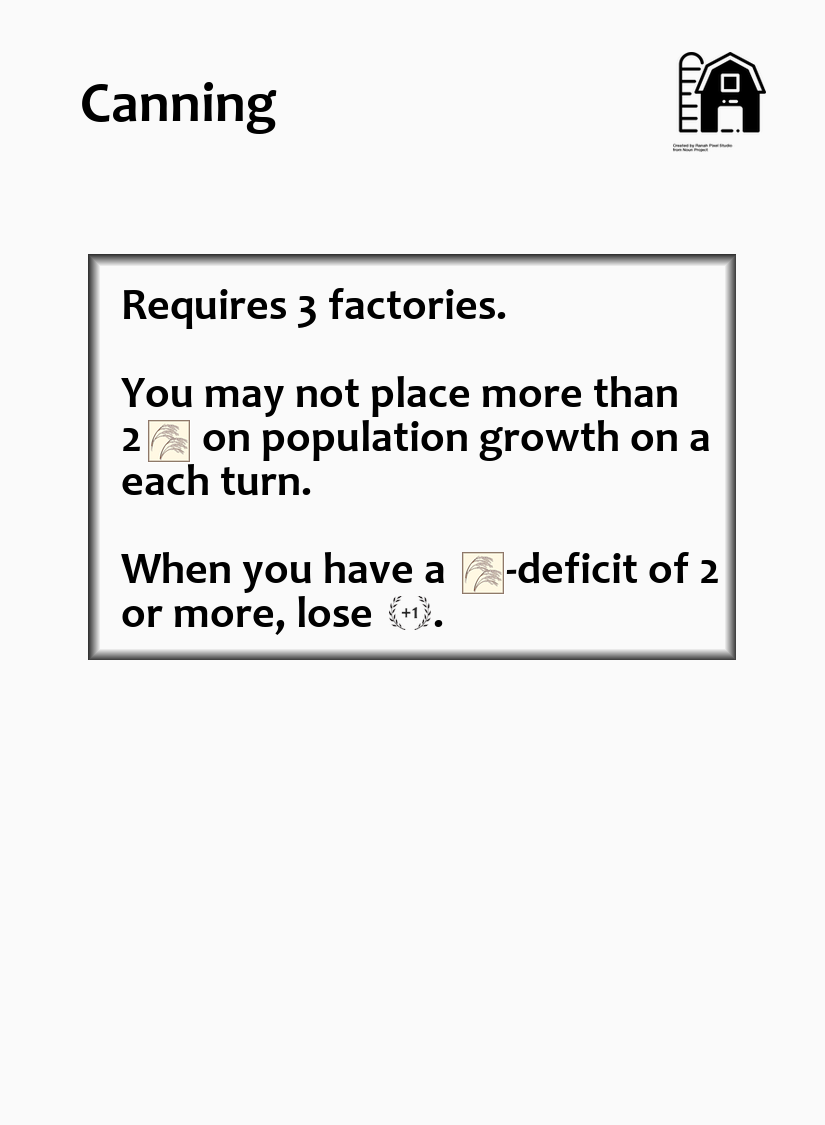 Canning
Created by Ranah Pixel Studio
from Noun Project
Requires 3 factories.
You may not place more than
2 on population growth on a
each turn.
When you have a -deficit of 2
or more, lose +1.